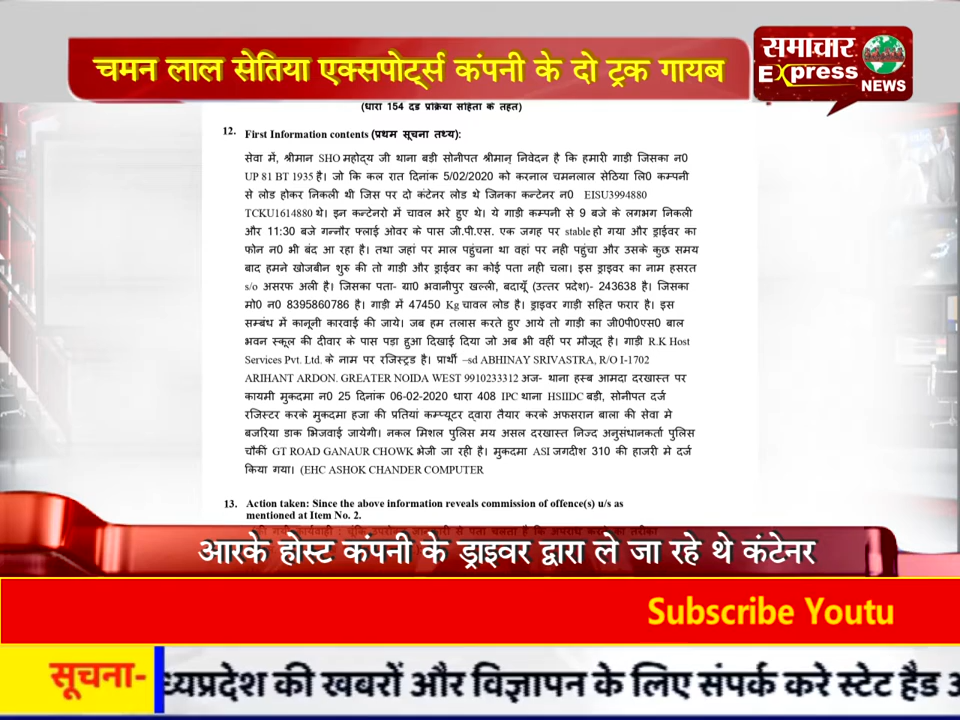 चमन लाल सेतिया एक्सपोर्ट्स कंपनी के दो ट्रक गायब
समाचार
Express
NEWS
(धारा 154 दंड प्रक्रिया संहिता के तहत)
12. First Information contents (प्रथम सूचना तथ्य):
सेवा में, श्रीमान SHO महोद्य जी थाना बड़ी सोनीपत श्रीमान् निवेदन है कि हमारी गाडी जिसका न0
UP 81 BT 1935 है। जो कि कल रात दिनांक 5/02/2020 को करनाल चमनलाल सेठिया लि0 कम्पनी
से लोड होकर निकली थी जिस पर दो कंटेनर लोड थे जिनका कन्टेनर न0 EISU3994880
TCKU1614880 थे। इन कन्टेनरो में चावल भरे हुए थे। ये गाडी कम्पनी से 9 बजे के लगभग निकली
और 11:30 बजे गन्नौर फ्लाई ओवर के पास जी.पी.एस. एक जगह पर stable हो गया और ड्राईवर का
फोन न0 भी बंद आ रहा है। तथा जहां पर माल पहुंचना था वहां पर नही पहुंचा और उसके कुछ समय
बाद हमने खोजबीन शुरु की तो गाडी और ड्राईवर का कोई पता नही चला। इस ड्राइवर का नाम हसरत
s/o असरफ अली है। जिसका पता- ग्रा0 भवानीपुर खल्ली, बदायूँ (उत्तर प्रदेश)- 243638 है। जिसका
मो0 न0 8395860786 है। गाडी में 47450 Kg चावल लोड है। ड्राइवर गाडी सहित फरार है। इस
सम्बंध में कानूनी कारवाई की जाये। जब हम तलास करते हुए आये तो गाडी का जी0पी0एस0 बाल
भवन स्कूल की दीवार के पास पड़ा हुआ दिखाई दिया जो अब भी वहीं पर मौजूद है। गाडी R.K Host
Services Pvt. Ltd. के नाम पर रजिस्ट्रड है। प्रार्थी –sd ABHINAY SRIVASTRA, R/O I-1702
ARIHANT ARDON. GREATER NOIDA WEST 9910233312 अज- थाना हस्ब आमदा दरखास्त पर
कायमी मुकदमा न0 25 दिनांक 06-02-2020 धारा 408 IPC थाना HSIIDC बडी, सोनीपत दर्ज
रजिस्टर करके मुकदमा हजा की प्रतियां कम्प्यूटर द्वारा तैयार करके अफसरान बाला की सेवा मे
बजरिया डाक भिजवाई जायेगी। नकल मिशल पुलिस मय असल दरखास्त निज्द अनुसंधानकर्ता पुलिस
चौकीं GT ROAD GANAUR CHOWK भेजी जा रही है। मुकदमा ASI जगदीश 310 की हाजरी मे दर्ज
किया गया। (EHC ASHOK CHANDER COMPUTER
13. Action taken: Since the above information reveals commission of offence(s) u/s as
mentioned at Item No. 2.
आरके होस्ट कंपनी के ड्राइवर द्वारा ले जा रहे थे कंटेनर
Subscribe Youtu
सूचना- ध्यप्रदेश की खबरों और विज्ञापन के लिए संपर्क करे स्टेट हैड